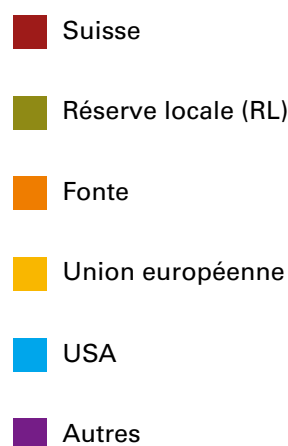 Suisse
Réserve locale (RL)
Fonte
Union européenne
USA
Autres